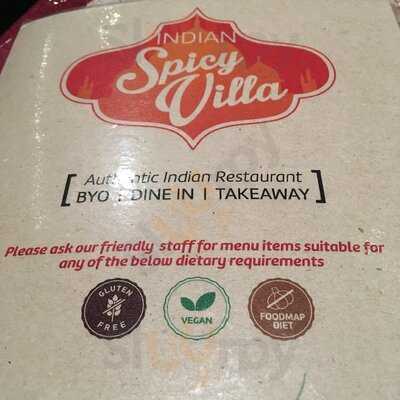 INDIAN
Spicy
Villa
Authentic Indian Restaurant
[ BYO | DINE IN | TAKEAWAY ]
Please ask our friendly staff for menu items suitable for
any of the below dietary requirements
GLUTEN
FREE
VEGAN
FOODMAP
DIET